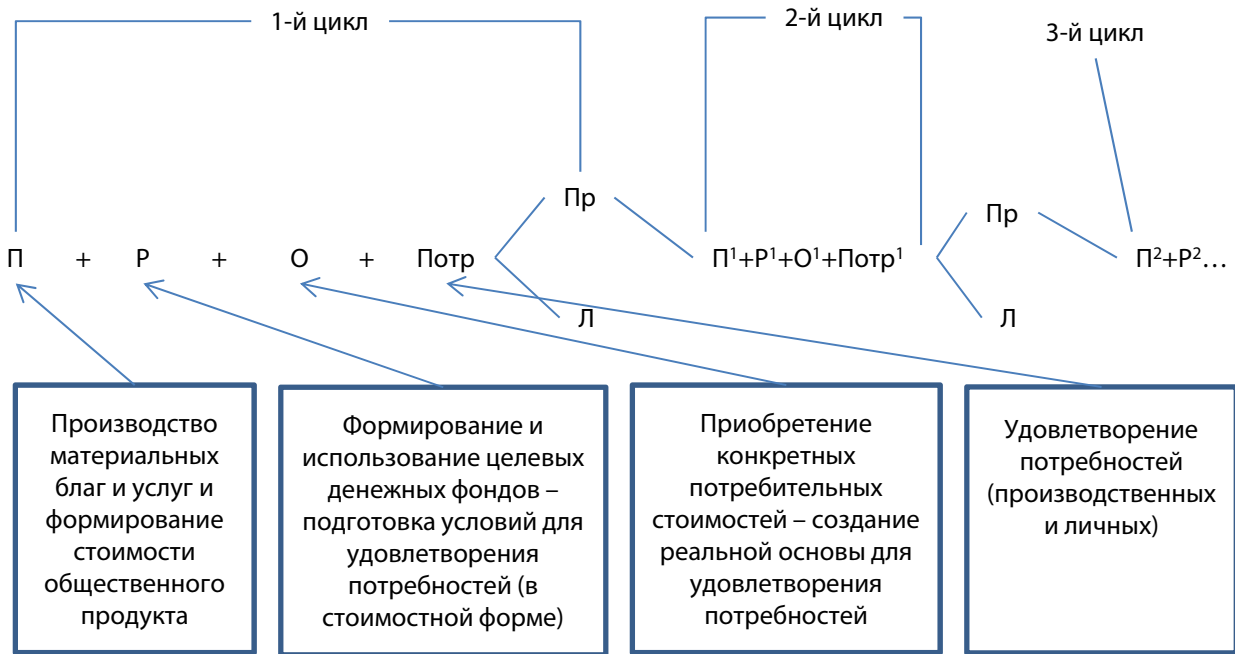 1-й цикл
2-й цикл
3-й цикл
Пр
Пр
П + Р + О + Потр
П¹+Р¹+О¹+Потр¹
П²+Р²…
Л
Л
Производство
материальных
благ и услуг и
формирование
стоимости
общественного
продукта
Формирование и
использование целевых
денежных фондов –
подготовка условий для
удовлетворения
потребностей (в
стоимостной форме)
Приобретение
конкретных
потребительных
стоимостей – создание
реальной основы для
удовлетворения
потребностей
Удовлетворение
потребностей
(производственных
и личных)